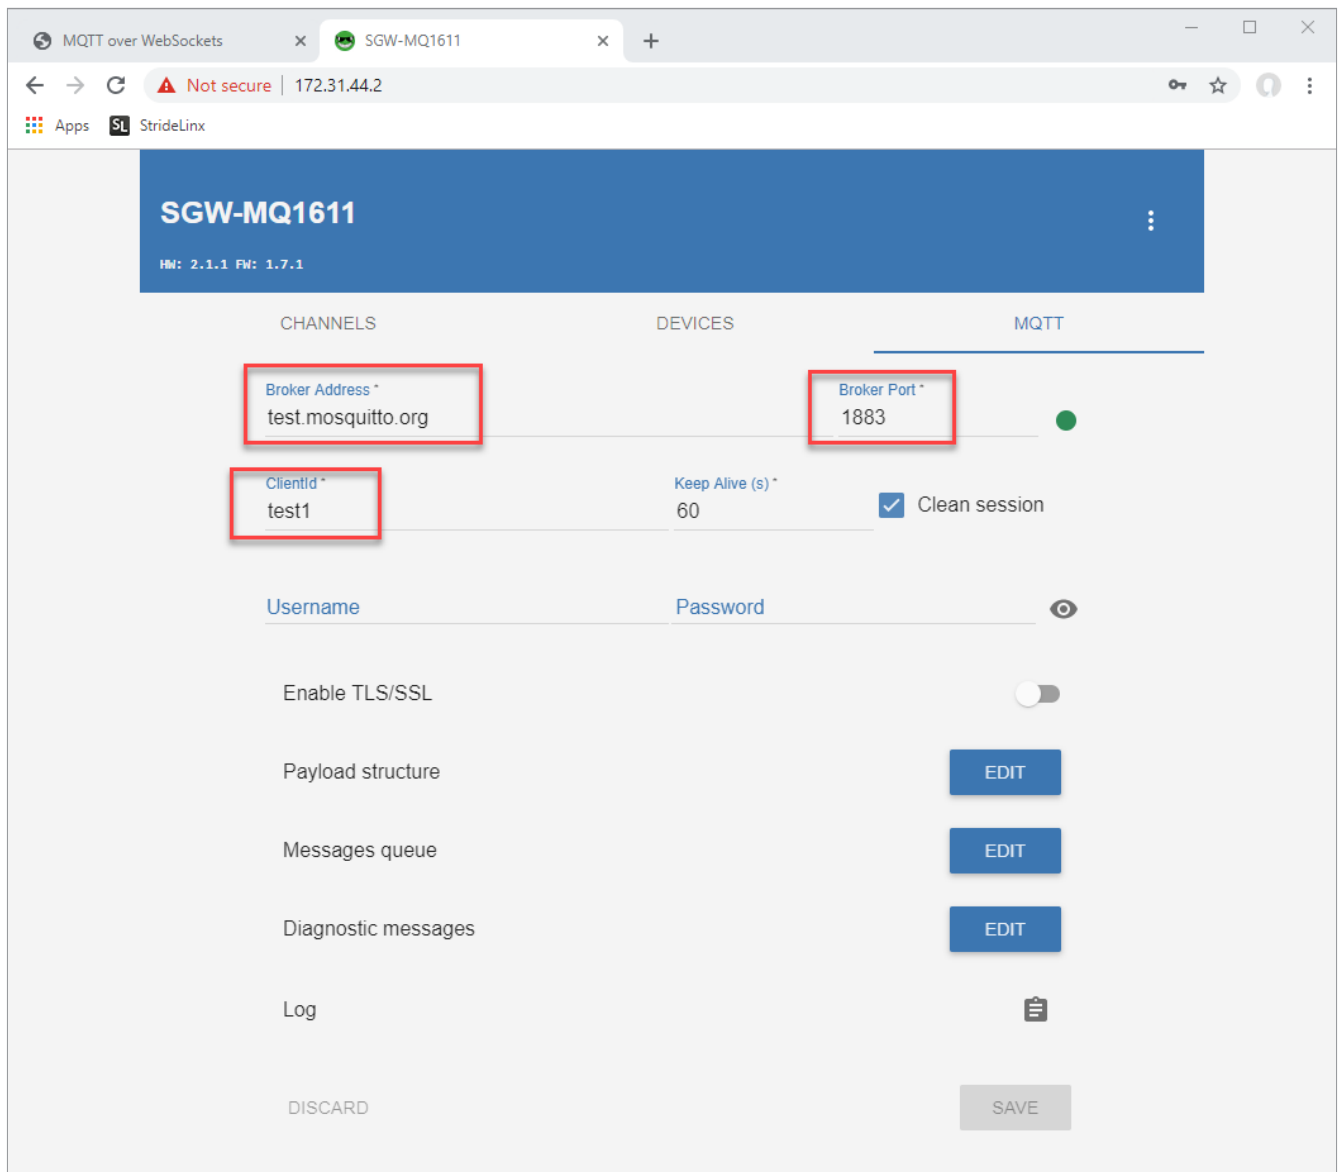 MQTT over WebSockets
SGW-MQ1611
Not secure
172.31.44.2
Apps
SL
StrideLinx
SGW-MQ1611
HW: 2.1.1 FW: 1.7.1
CHANNELS
DEVICES
MQTT
Broker Address *
Broker Port *
test.mosquitto.org
1883
ClientId *
Keep Alive (s) *
test1
60
Clean session
Username
Password
Enable TLS/SSL
Payload structure
EDIT
Messages queue
EDIT
Diagnostic messages
EDIT
Log
DISCARD
SAVE